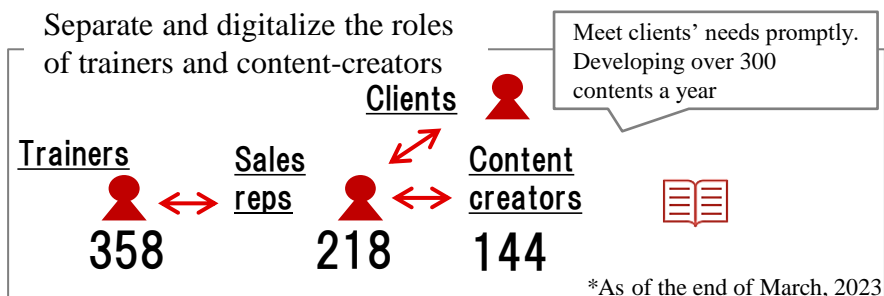 Separate and digitalize the roles
of trainers and content-creators
Meet clients’ needs promptly.
Developing over 300
contents a year
Clients
Trainers
Sales
reps
Content
creators
358
218
144
*As of the end of March, 2023